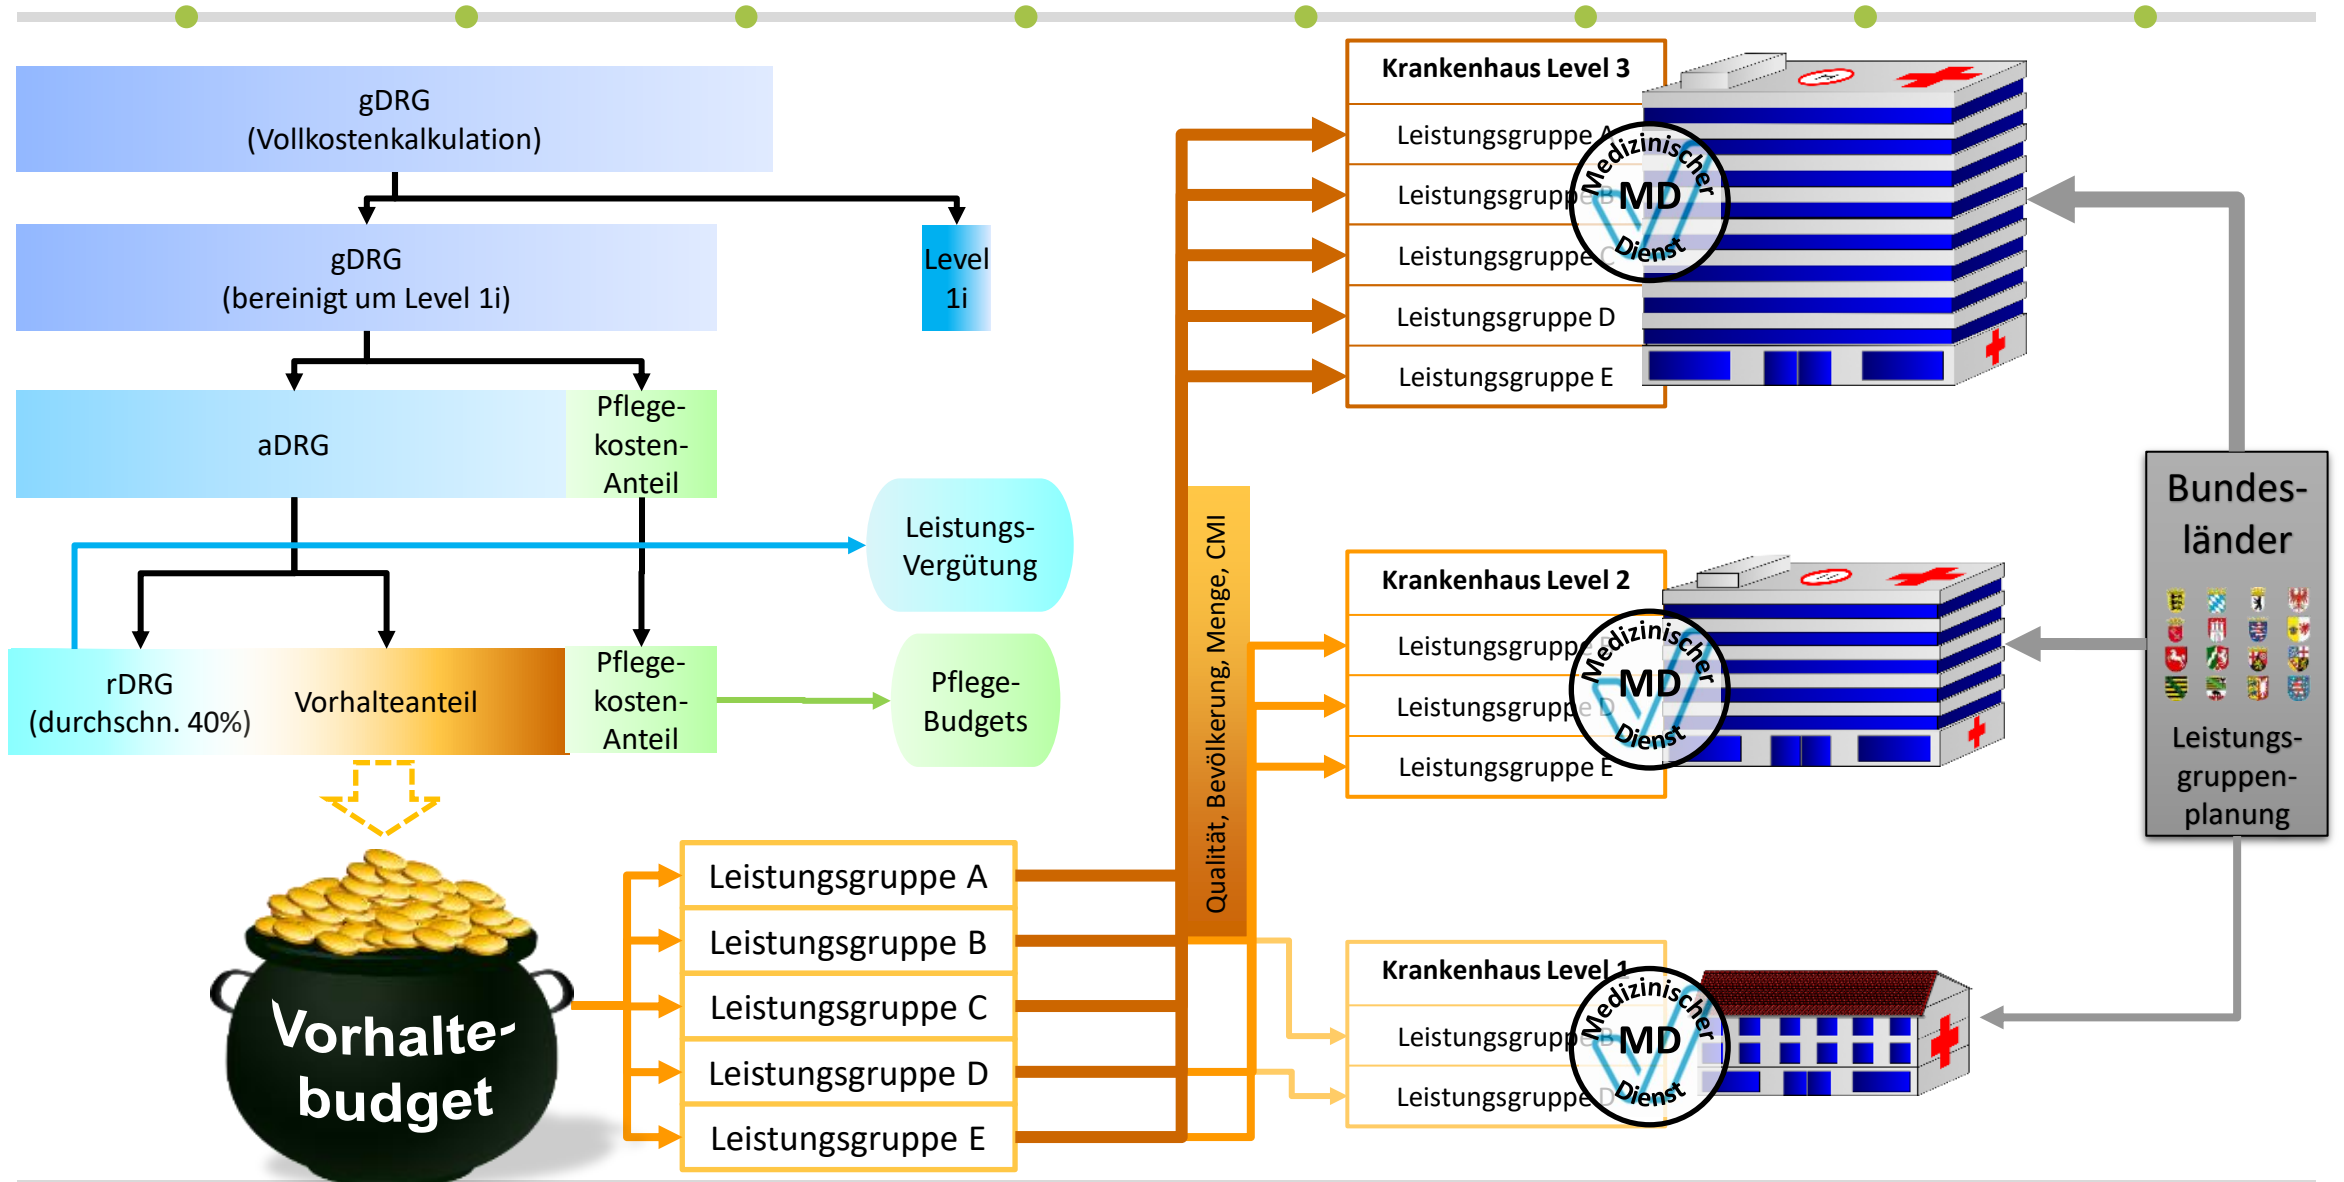 gDRG
(Vollkostenkalkulation)
gDRG
(bereinigt um Level 1i)
Level
1i
aDRG
Pflege-
kosten-
Anteil
Leistungs-
Vergütung
rDRG
(durchschn. 40%)
Vorhalteanteil
Pflege-
kosten-
Anteil
Pflege-
Budgets
Vorhalte-
budget
Leistungsgruppe A
Leistungsgruppe B
Leistungsgruppe C
Leistungsgruppe D
Leistungsgruppe E
Qualität, Bevölkerung, Menge, CMI
Krankenhaus Level 3
Leistungsgruppe A
Leistungsgruppe B
Leistungsgruppe C
Leistungsgruppe D
Leistungsgruppe E
Medizinischer
MD
Dienst
Krankenhaus Level 2
Leistungsgruppe
Leistungsgruppe D
Leistungsgruppe E
Medizinischer
MD
Dienst
Krankenhaus Level 1
Leistungsgruppe B
Leistungsgruppe D
Medizinischer
MD
Dienst
Bundes-
länder
Leistungs-
gruppen-
planung